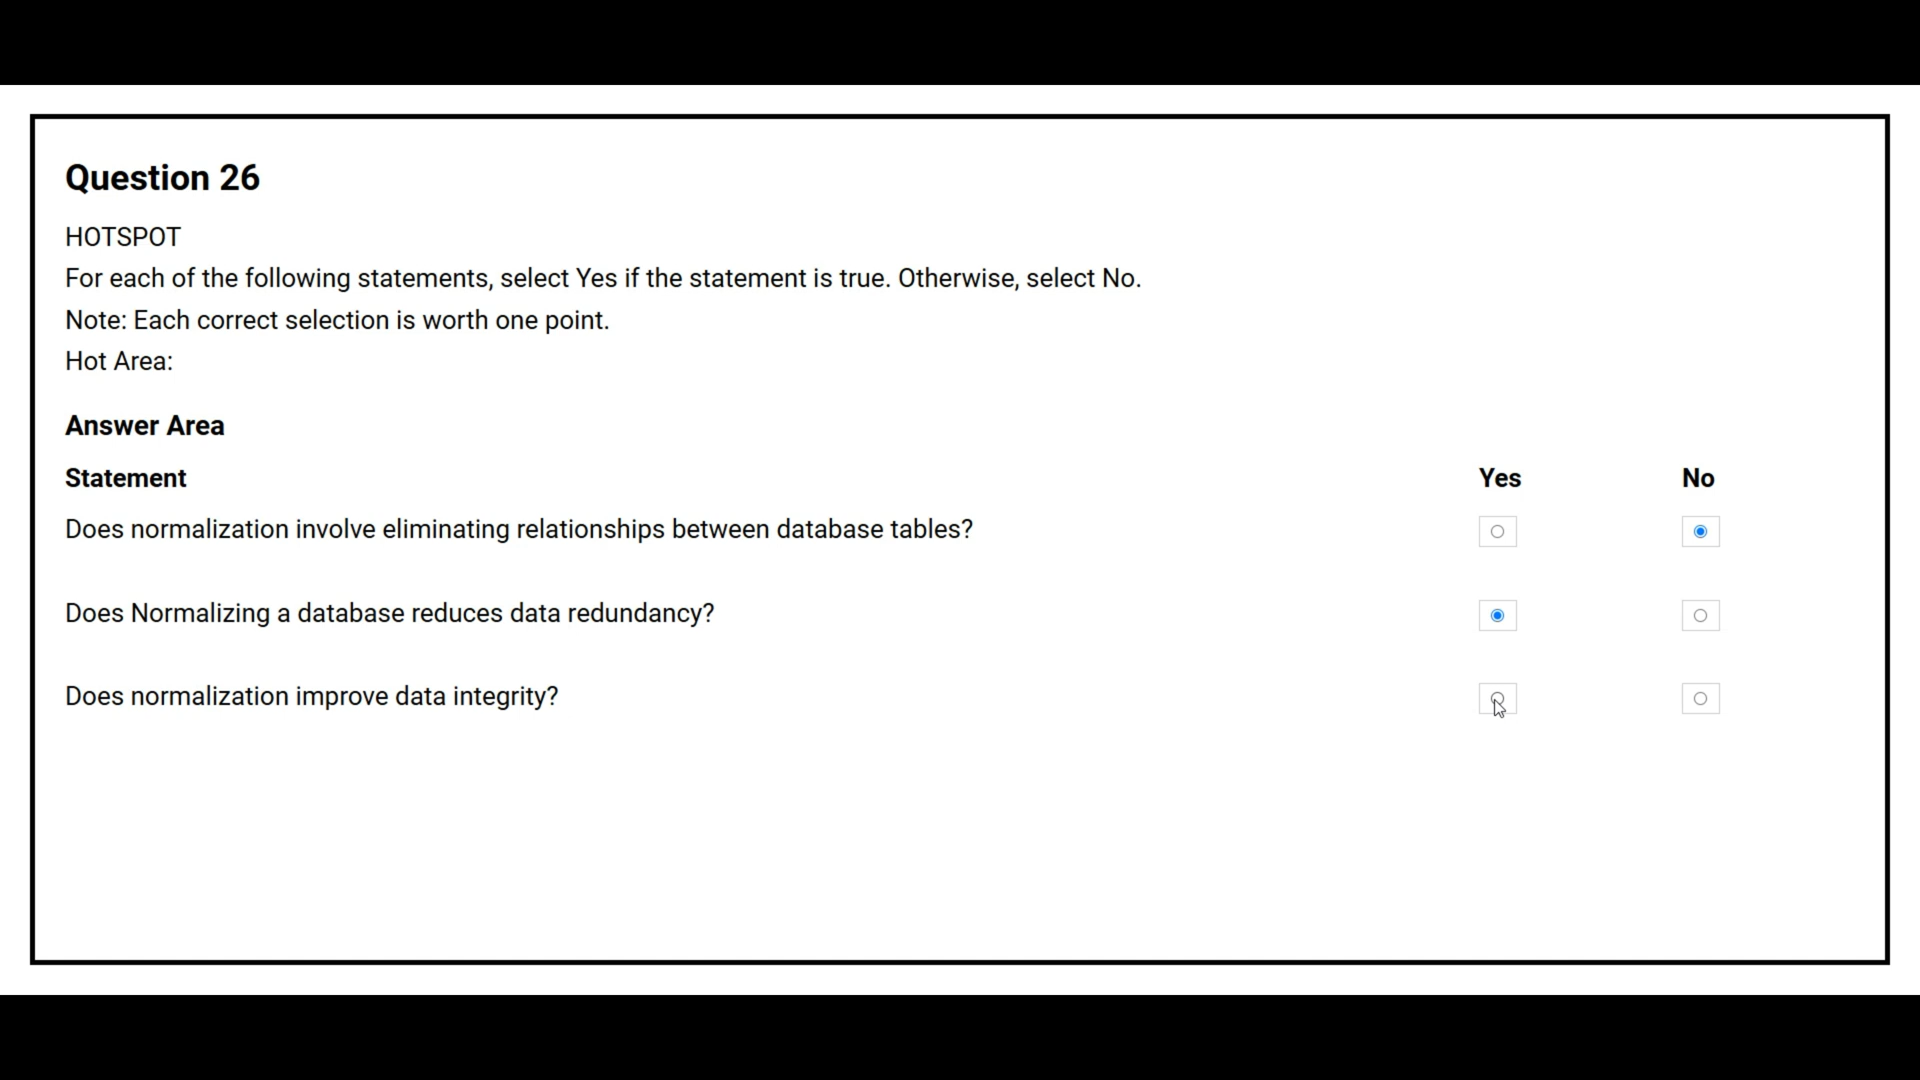 Question 26
HOTSPOT
For each of the following statements, select Yes if the statement is true. Otherwise, select No.
Note: Each correct selection is worth one point.
Hot Area:
Answer Area
Statement Yes No
Does normalization involve eliminating relationships between database tables?
Does Normalizing a database reduces data redundancy?
Does normalization improve data integrity?